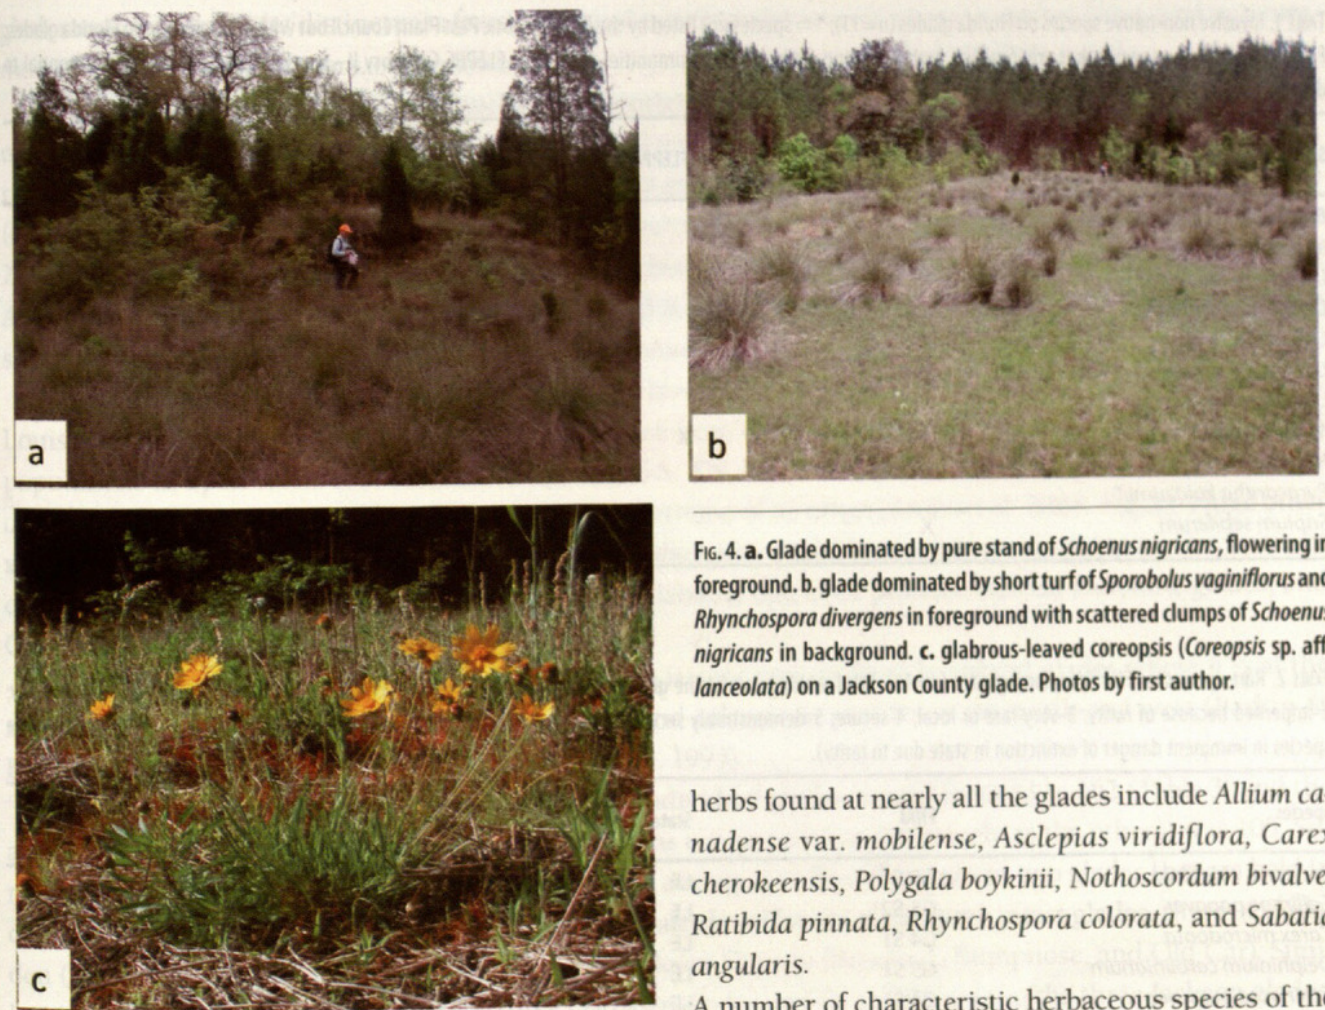 a
b
FIG. 4. a. Glade dominated by pure stand of Schoenus nigricans, flowering in
foreground. b. glade dominated by short turf of Sporobolus vaginiflorus and
Rhynchospora divergens in foreground with scattered clumps of Schoenus
nigricans in background. c. glabrous-leaved coreopsis (Coreopsis sp. aff
lanceolata) on a Jackson County glade. Photos by first author.
c
herbs found at nearly all the glades include Allium ca-
nadense var. mobilense, Asclepias viridiflora, Carex
cherokeensis, Polygala boykinii, Nothoscordum bivalve
Ratibida pinnata, Rhynchospora colorata, and Sabatia
angularis.
A number of characteristic herbaceous species of the